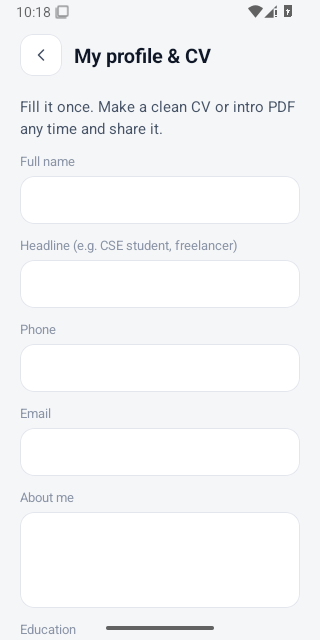 10:18
My profile & CV
Fill it once. Make a clean CV or intro PDF
any time and share it.
Full name
Headline (e.g. CSE student, freelancer)
Phone
Email
About me
Education